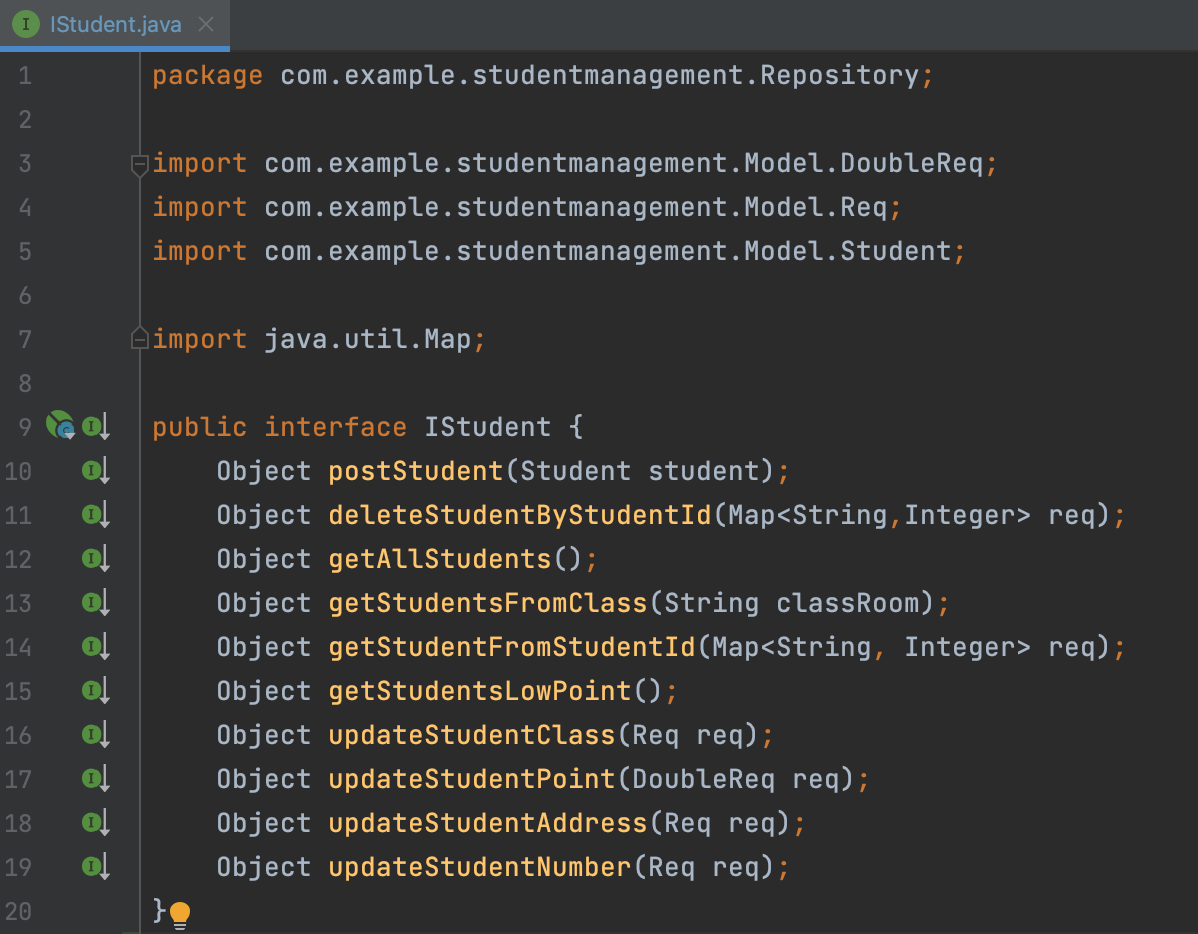 IStudent.java
1 package com.example.studentmanagement.Repository;
2
3 import com.example.studentmanagement.Model.DoubleReq;
4 import com.example.studentmanagement.Model.Req;
5 import com.example.studentmanagement.Model.Student;
6
7 import java.util.Map;
8
9 public interface IStudent {
10 Object postStudent(Student student);
11 Object deleteStudentByStudentId(Map<String,Integer> req);
12 Object getAllStudents();
13 Object getStudentsFromClass(String classRoom);
14 Object getStudentFromStudentId(Map<String, Integer> req);
15 Object getStudentsLowPoint();
16 Object updateStudentClass(Req req);
17 Object updateStudentPoint(DoubleReq req);
18 Object updateStudentAddress(Req req);
19 Object updateStudentNumber(Req req);
20 }